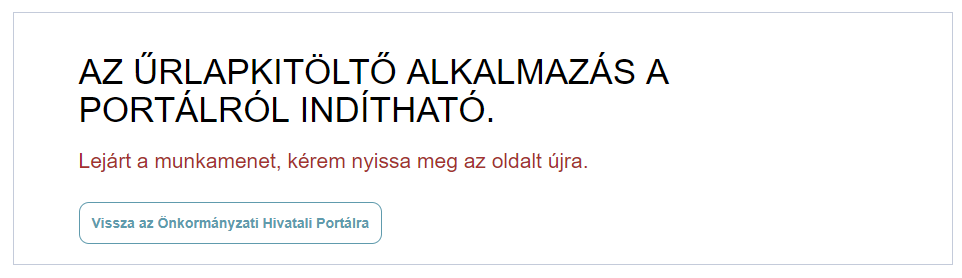 AZ ŰRLAPKITÖLTŐ ALKALMAZÁS A
PORTÁLRÓL INDÍTHATÓ.
Lejárt a munkamenet, kérem nyissa meg az oldalt újra.
Vissza az Önkormányzati Hivatali Portálra